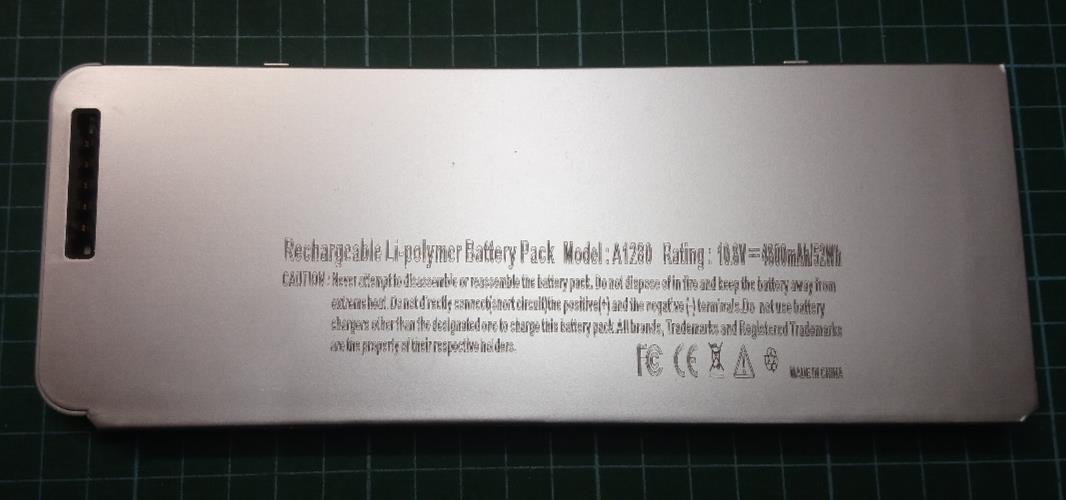 Rechargeable Li-polymer Battery Pack Model : A1280 Rating : 10.8V = 4800mAh/52Wh
CAUTION : Never attempt to disassemble or reassemble the battery pack. Do not dispose of in fire and keep the battery away from
extreme heat. Do not directly connect(short circuit)the positive(+) and the negative (-) terminals.Do not use battery
chargers other than the designated one to charge this battery pack.All brands, Trademarks and Registered Trademarks
are the property of their respective holders.
FC CE
MADE IN CHINA